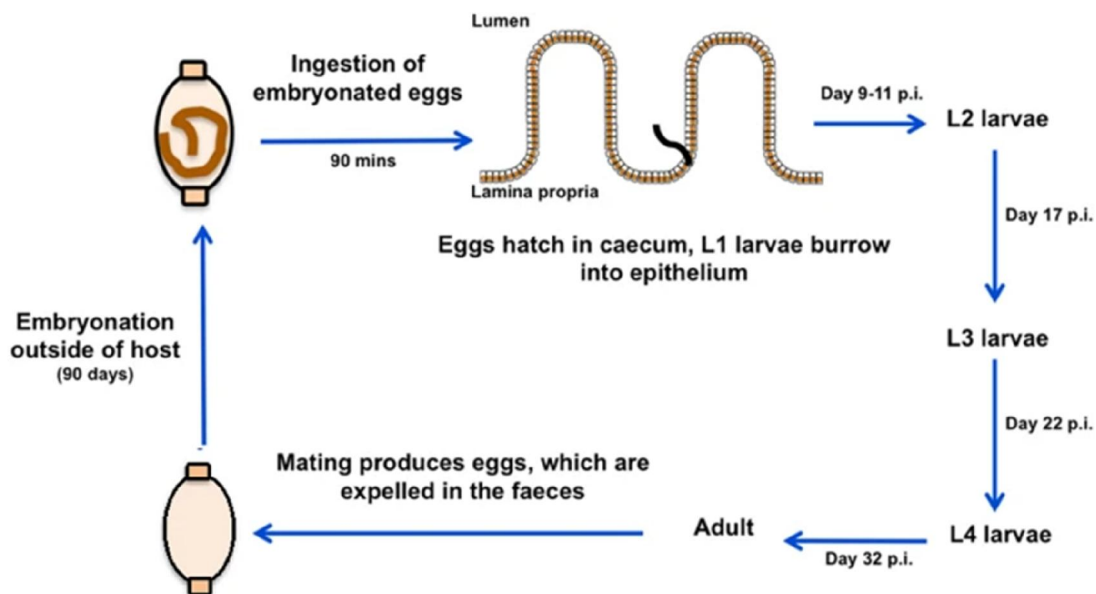 Lumen
Ingestion of
embryonated eggs
90 mins
Lamina propria
Day 9-11 p.i.
L2 larvae
Eggs hatch in caecum, L1 larvae burrow
into epithelium
Day 17 p.i.
L3 larvae
Day 22 p.i.
L4 larvae
Day 32 p.i.
Adult
Mating produces eggs, which are
expelled in the faeces
Embryonation
outside of host
(90 days)